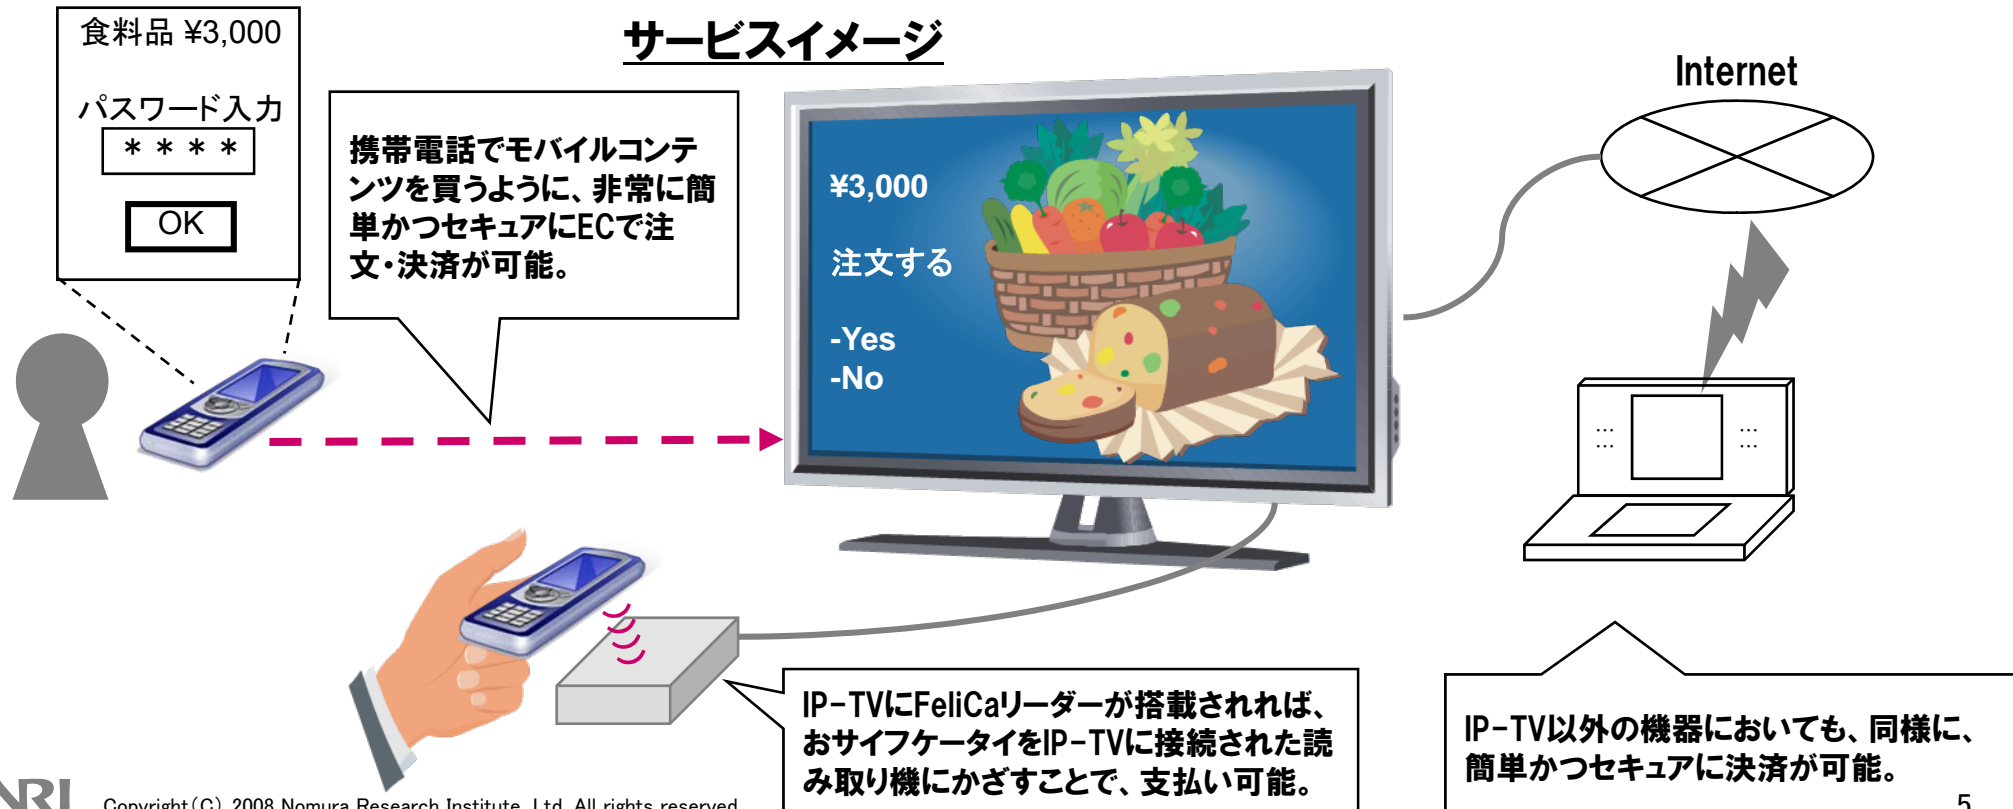 サービスイメージ
食料品 ¥3,000
パスワード入力
＊＊＊＊
OK
携帯電話でモバイルコンテ
ンツを買うように、非常に簡
単かつセキュアにECで注
文・決済が可能。
¥3,000
注文する
-Yes
-No
Internet
...
...
...
...
IP-TVにFeliCaリーダーが搭載されれば、
おサイフケータイをIP-TVに接続された読
み取り機にかざすことで、支払い可能。
IP-TV以外の機器においても、同様に、
簡単かつセキュアに決済が可能。
NRI
Copyright(C) 2008 Nomura Research Institute, Ltd. All rights reserved.
5